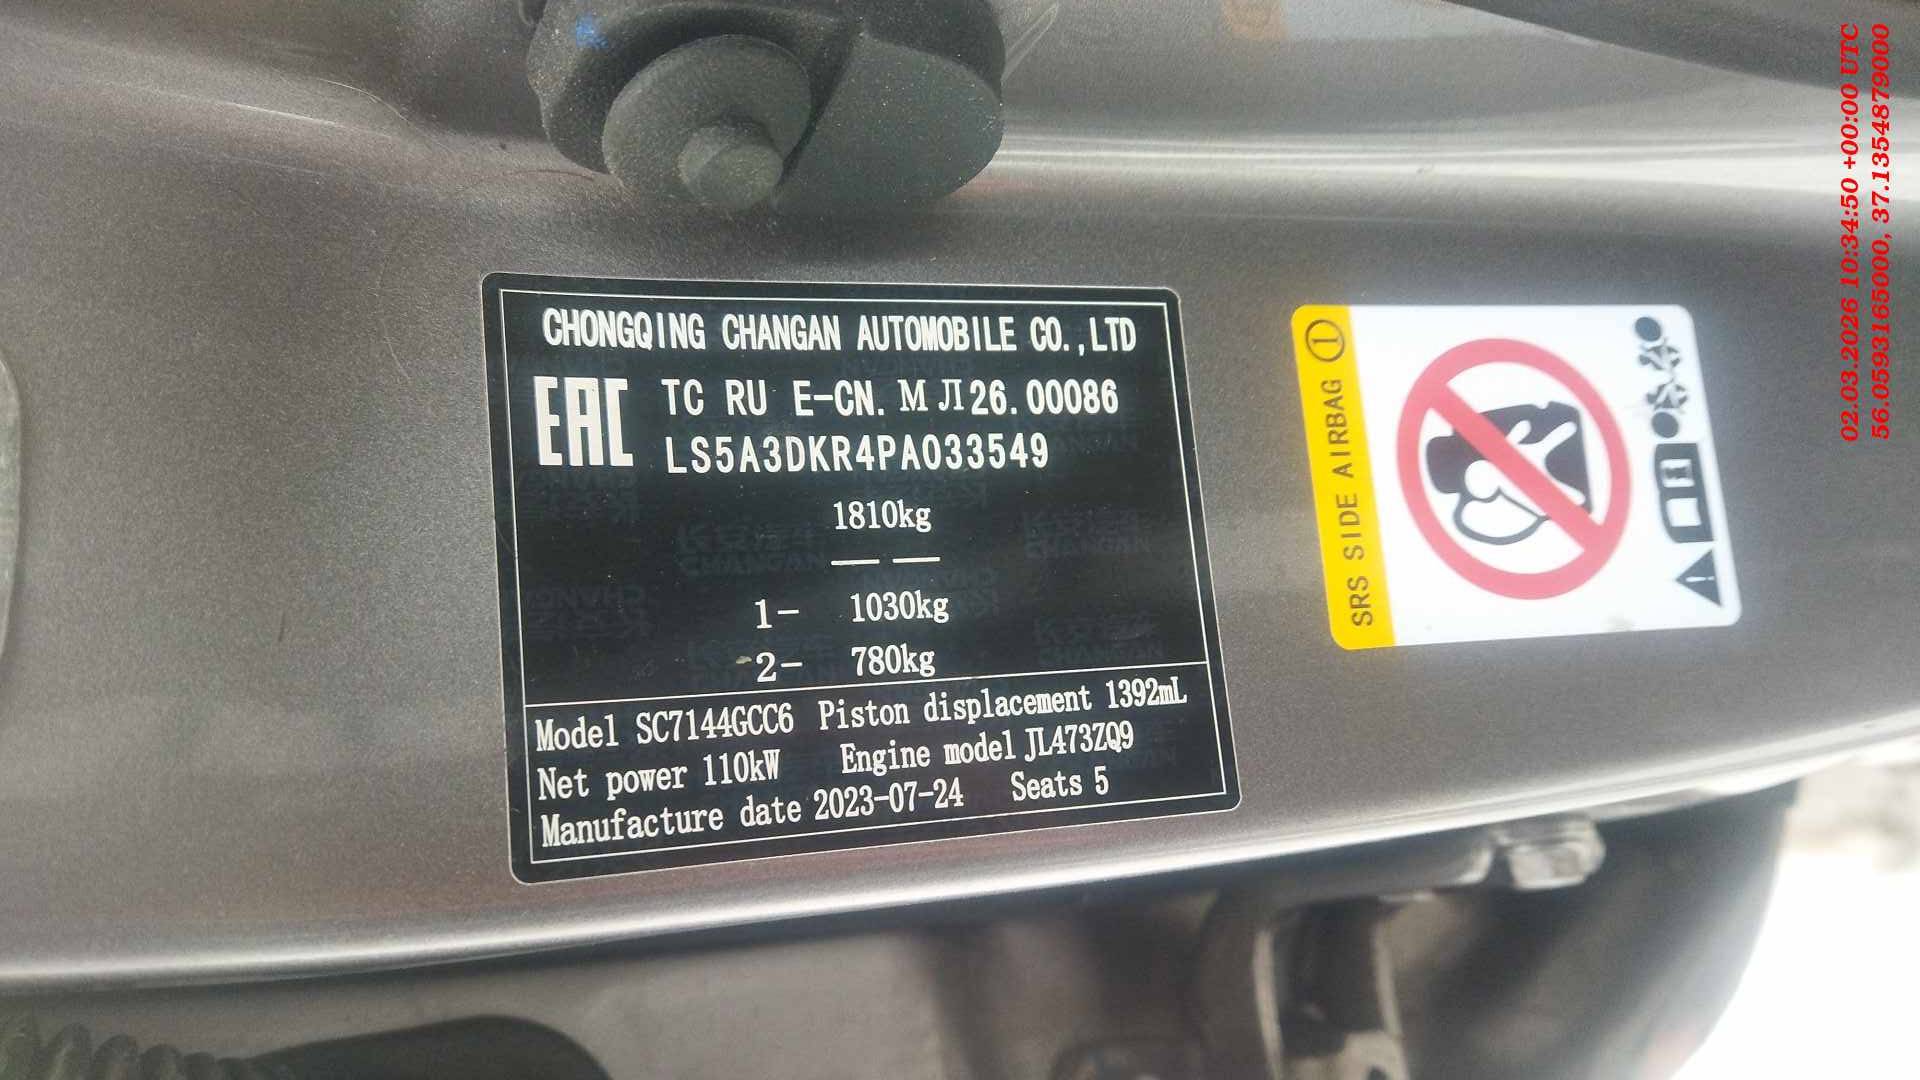 CHONGQING CHANGAN AUTOMOBILE CO.,LTD
EAC TC RU E-CN.МЛ26.00086
LS5A3DKR4PA033549
1810kg
— —
1- 1030kg
2- 780kg
Model SC7144GCC6 Piston displacement 1392mL
Net power 110kW Engine model JL473ZQ9
Manufacture date 2023-07-24 Seats 5
SRS SIDE AIRBAG ①
02.03.2026 10:34:50 +00:00 UTC
56.0593165000, 37.1354879000